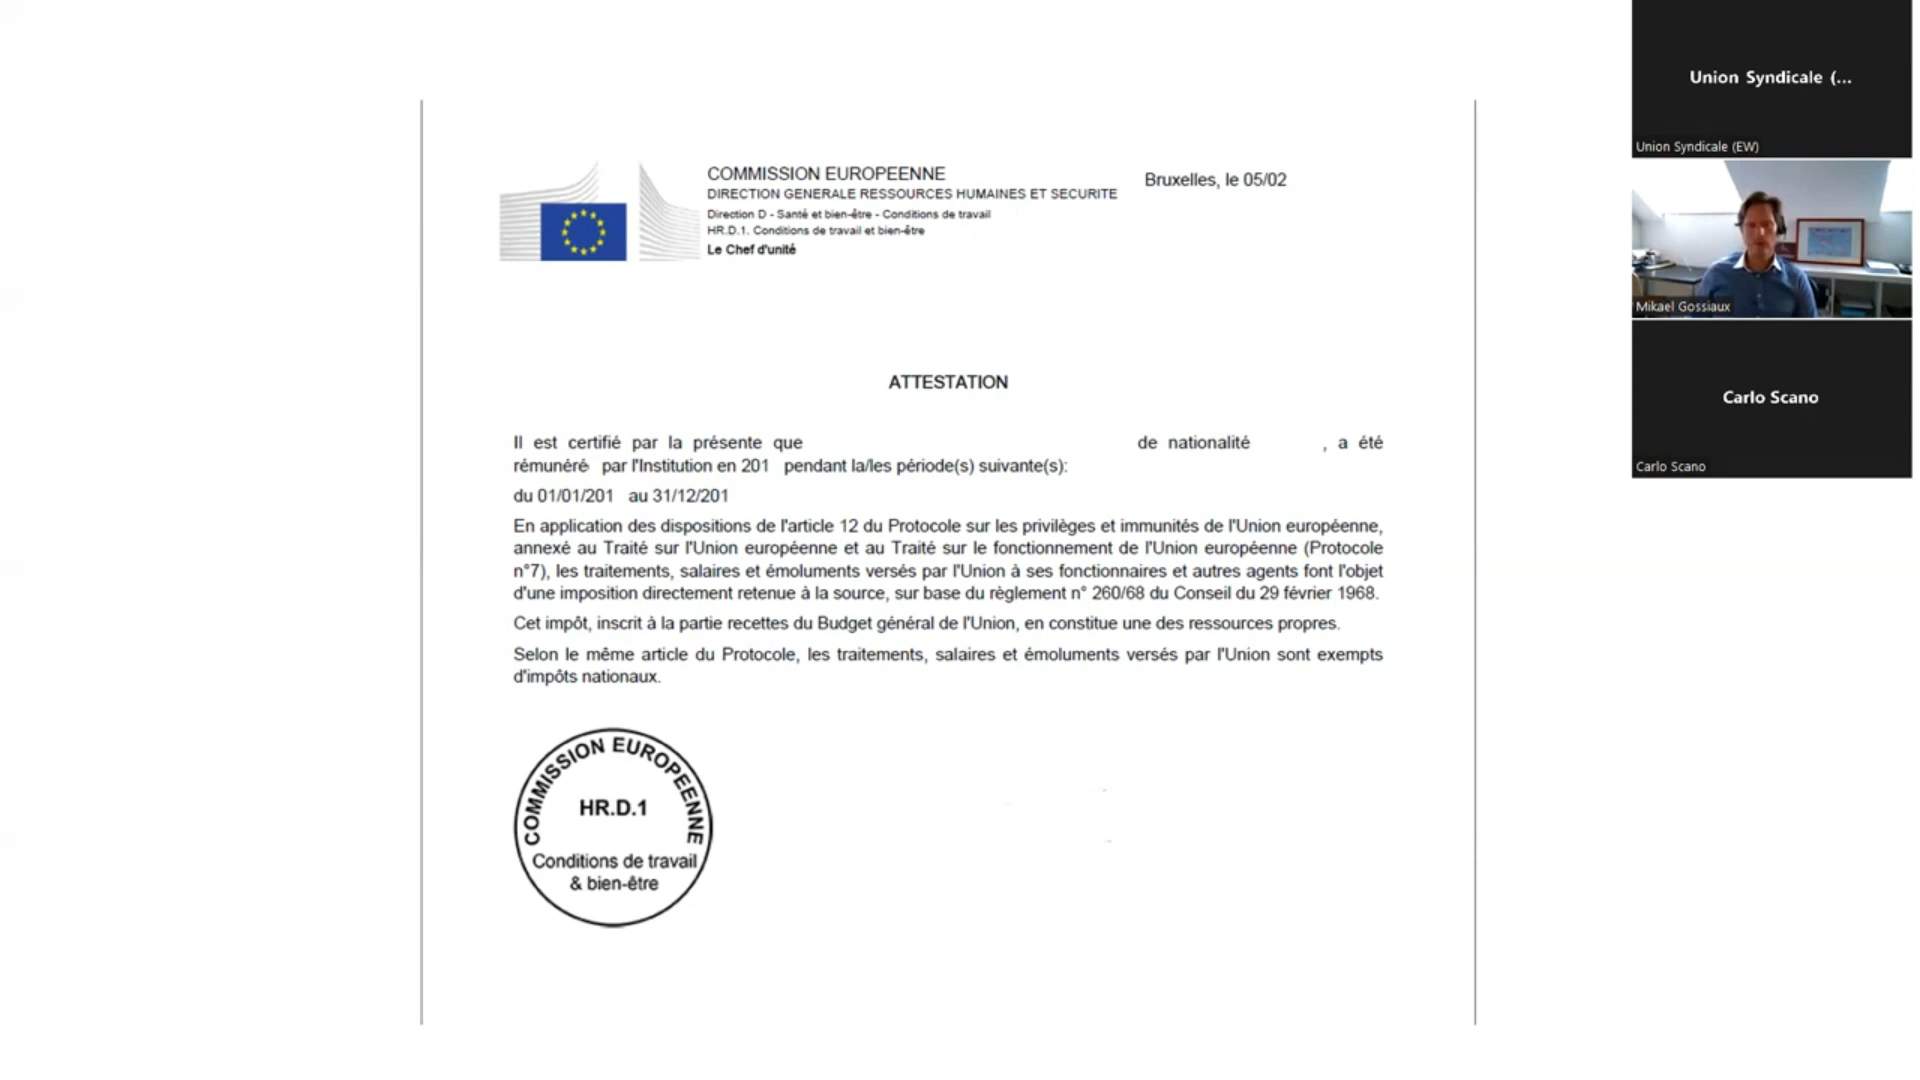 COMMISSION EUROPEENNE
DIRECTION GENERALE RESSOURCES HUMAINES ET SECURITE
Direction D - Santé et bien-être - Conditions de travail
HR.D.1. Conditions de travail et bien-être
Le Chef d'unité
Bruxelles, le 05/02
ATTESTATION
Il est certifié par la présente que de nationalité , a été
rémunéré par l'Institution en 201 pendant la/les période(s) suivante(s):
du 01/01/201 au 31/12/201
En application des dispositions de l'article 12 du Protocole sur les privilèges et immunités de l'Union européenne,
annexé au Traité sur l'Union européenne et au Traité sur le fonctionnement de l'Union européenne (Protocole
n°7), les traitements, salaires et émoluments versés par l'Union à ses fonctionnaires et autres agents font l'objet
d'une imposition directement retenue à la source, sur base du règlement n° 260/68 du Conseil du 29 février 1968.
Cet impôt, inscrit à la partie recettes du Budget général de l'Union, en constitue une des ressources propres.
Selon le même article du Protocole, les traitements, salaires et émoluments versés par l'Union sont exempts
d'impôts nationaux.
COMMISSION EUROPEENNE
HR.D.1
Conditions de travail
& bien-être
Union Syndicale (...
Union Syndicale (EW)
Mikael Gossiaux
Carlo Scano
Carlo Scano